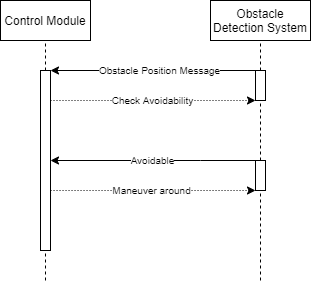 Control Module
Obstacle
Detection System
Obstacle Position Message
Check Avoidability
Avoidable
Maneuver around